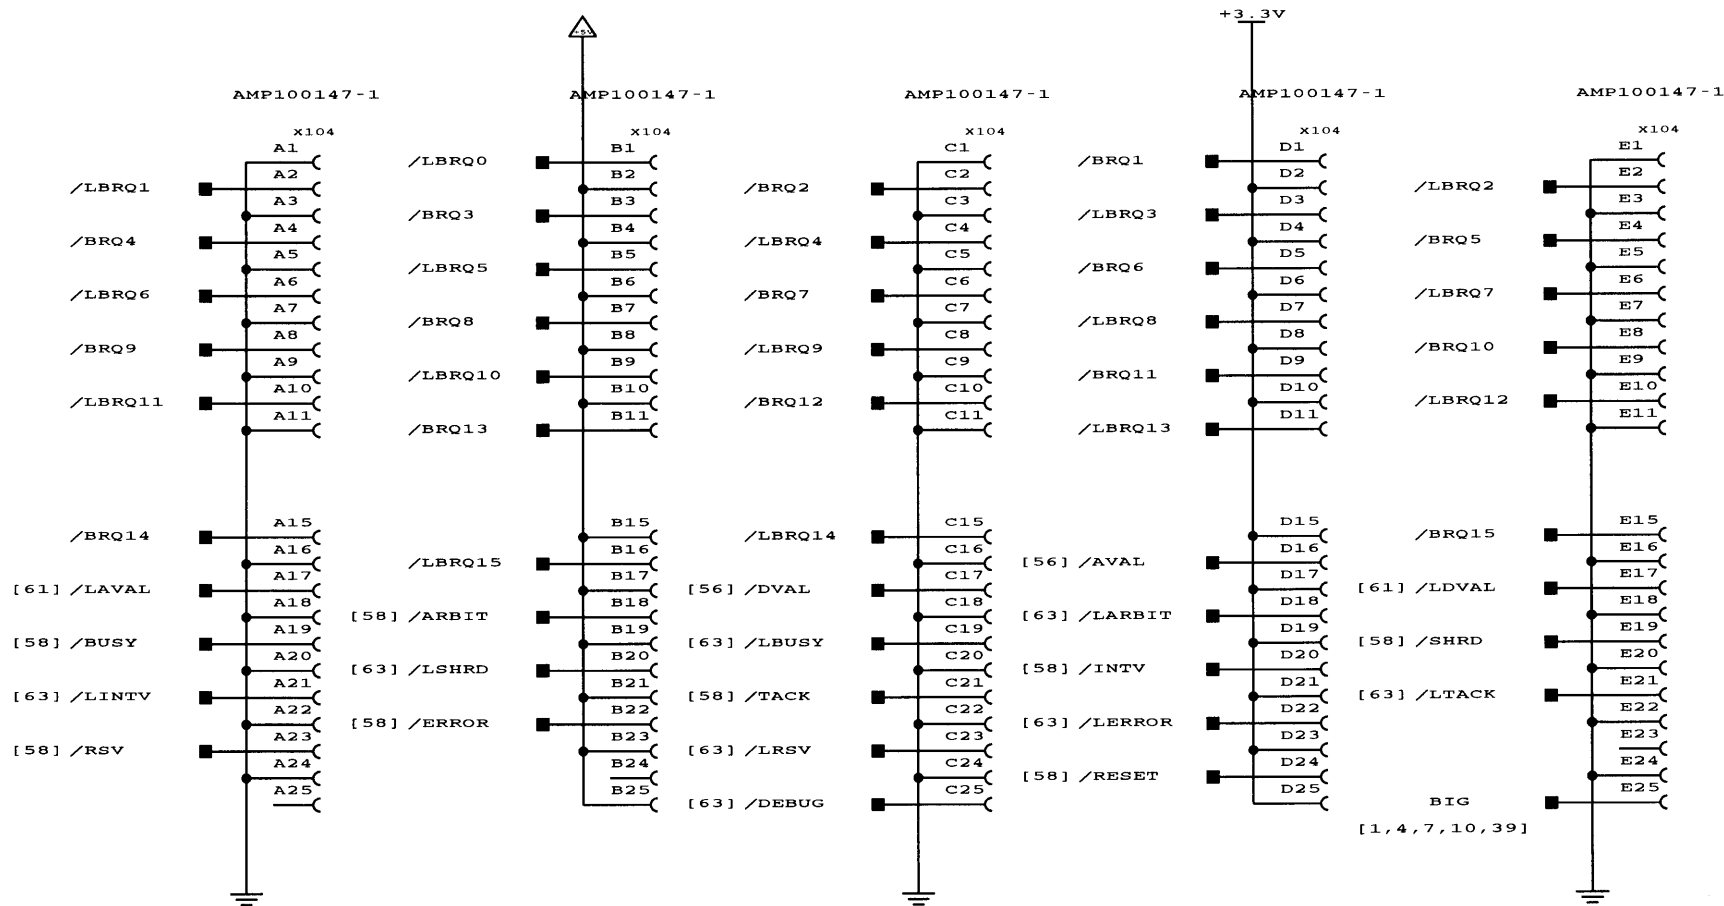 +5V
+3.3V
AMP100147-1 AMP100147-1 AMP100147-1 AMP100147-1 AMP100147-1
X104 X104 X104 X104 X104
A1 /LBRQ0 B1 C1 /BRQ1 D1 E1
/LBRQ1 A2 B2 /BRQ2 C2 D2 /LBRQ2 E2
A3 /BRQ3 B3 C3 /LBRQ3 D3 E3
/BRQ4 A4 B4 /LBRQ4 C4 D4 /BRQ5 E4
A5 /LBRQ5 B5 C5 /BRQ6 D5 E5
/LBRQ6 A6 B6 /BRQ7 C6 D6 /LBRQ7 E6
A7 /BRQ8 B7 C7 /LBRQ8 D7 E7
/BRQ9 A8 B8 /LBRQ9 C8 D8 /BRQ10 E8
A9 /LBRQ10 B9 C9 /BRQ11 D9 E9
/LBRQ11 A10 B10 /BRQ12 C10 D10 /LBRQ12 E10
A11 /BRQ13 B11 C11 /LBRQ13 D11 E11
/BRQ14 A15 B15 /LBRQ14 C15 D15 /BRQ15 E15
A16 /LBRQ15 B16 C16 [56] /AVAL D16 E16
[61] /LAVAL A17 B17 [56] /DVAL C17 D17 [61] /LDVAL E17
A18 [58] /ARBIT B18 C18 [63] /LARBIT D18 E18
[58] /BUSY A19 B19 [63] /LBUSY C19 D19 [58] /SHRD E19
A20 [63] /LSHRD B20 C20 [58] /INTV D20 E20
[63] /LINTV A21 B21 [58] /TACK C21 D21 [63] /LTACK E21
A22 [58] /ERROR B22 C22 [63] /LERROR D22 E22
[58] /RSV A23 B23 [63] /LRSV C23 D23 E23
A24 B24 C24 [58] /RESET D24 E24
A25 B25 [63] /DEBUG C25 D25 BIG E25
[1,4,7,10,39]